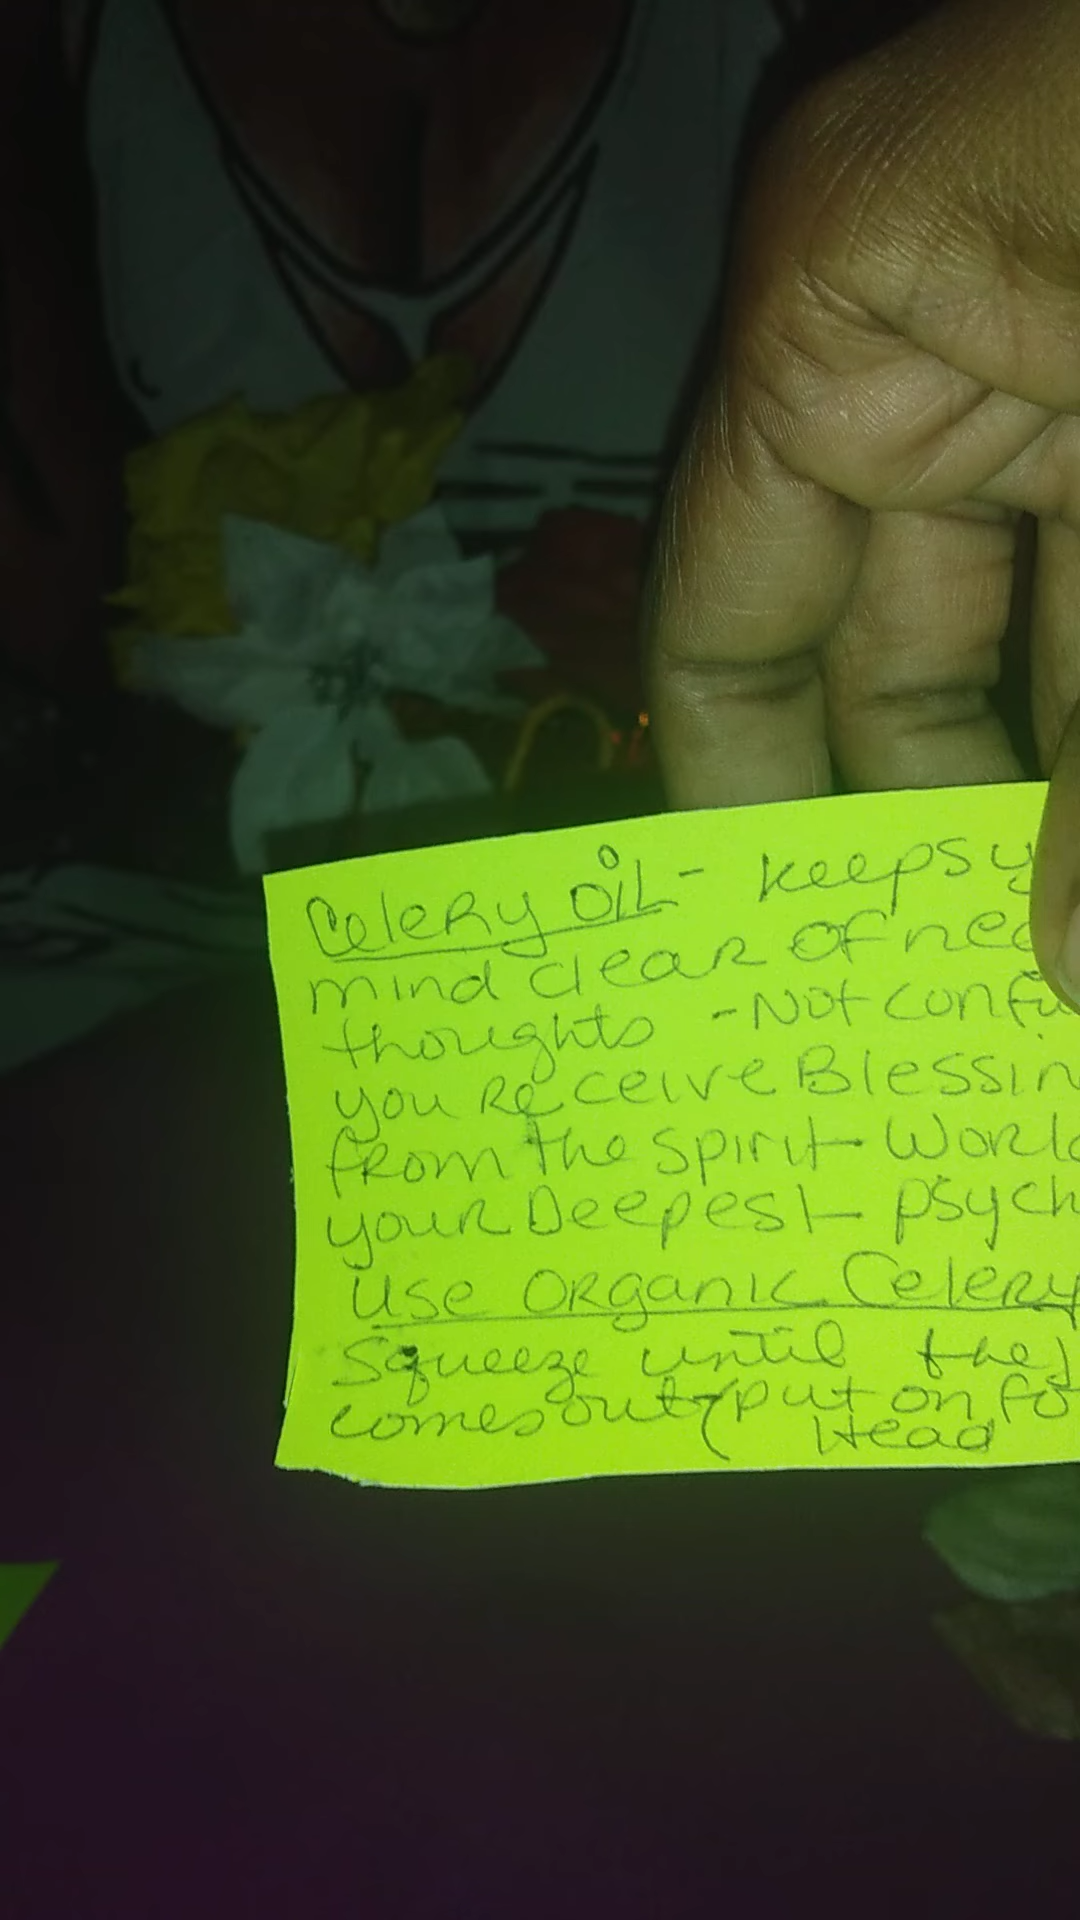 Celery Oil - keeps
mind clear of
thoughts - Not
you Receive
from the spirit
your Deepest
Use Organic Celery
Squeeze until the
comes out (put on
Head